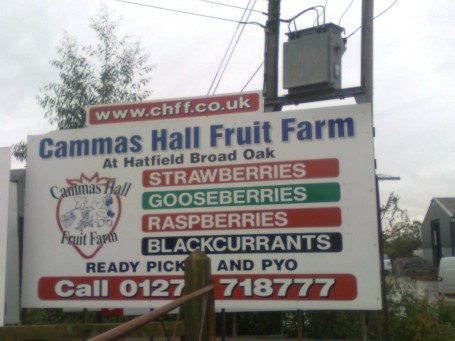 www.chff.co.uk
Cammas Hall Fruit Farm
At Hatfield Broad Oak
Cammas Hall
Fruit Farm
STRAWBERRIES
GOOSEBERRIES
RASPBERRIES
BLACKCURRANTS
READY PICK AND PYO
Call 0127 718777